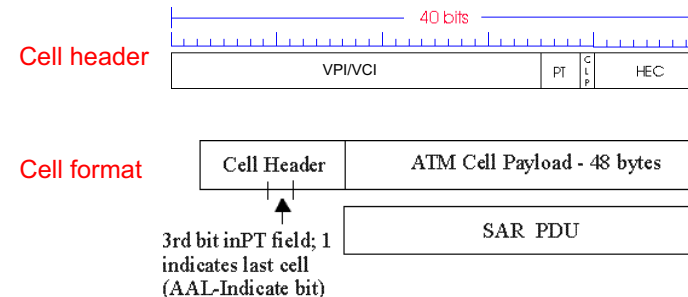 40 bits
Cell header
VPI/VCI
PT
CLP
HEC
Cell format
Cell Header
ATM Cell Payload - 48 bytes
SAR PDU
3rd bit inPT field; 1
indicates last cell
(AAL-Indicate bit)